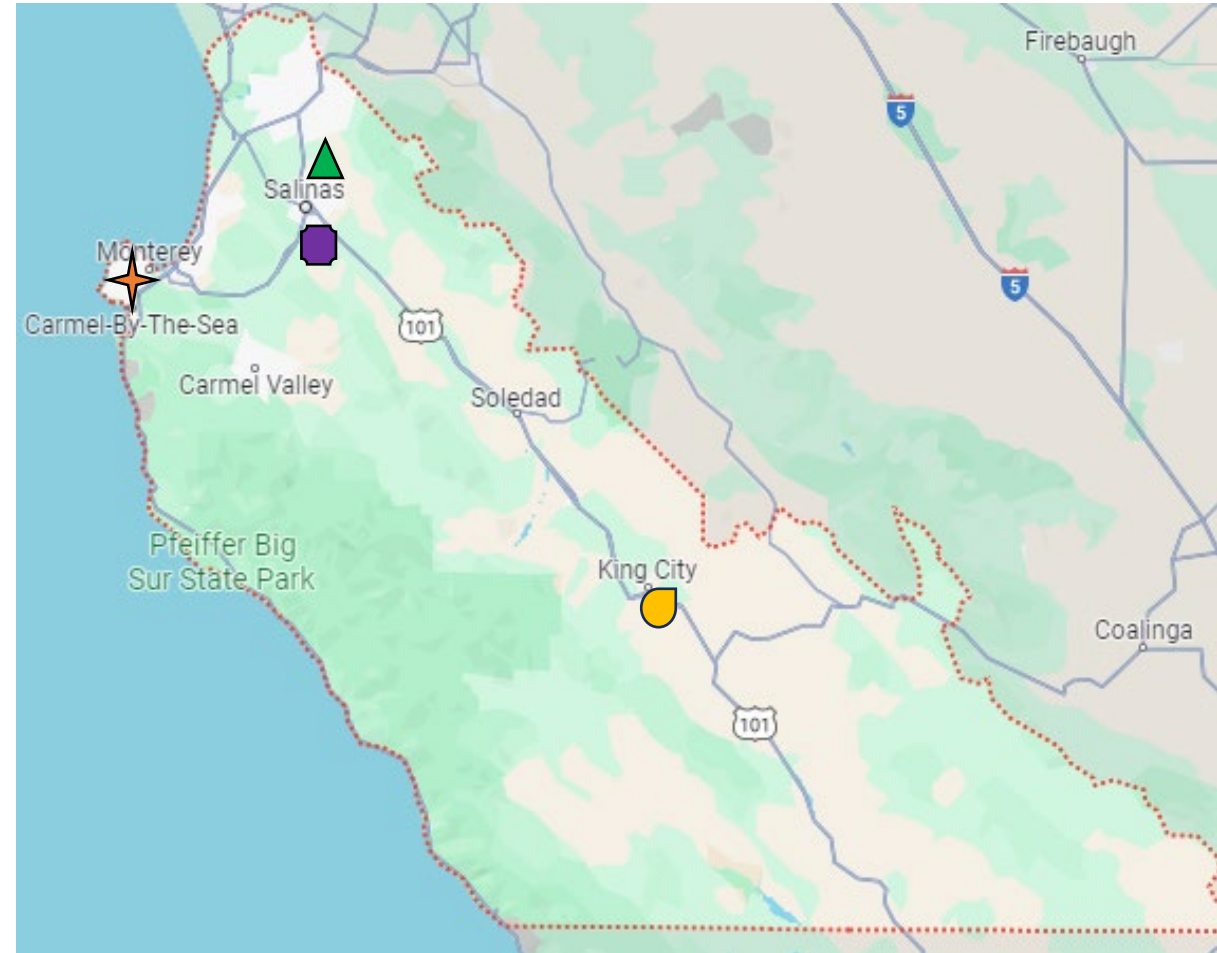 Firebaugh
5
Salinas
Monterey
5
Carmel-By-The-Sea
101
Carmel Valley
Soledad
Pfeiffer Big
Sur State Park
King City
Coalinga
101